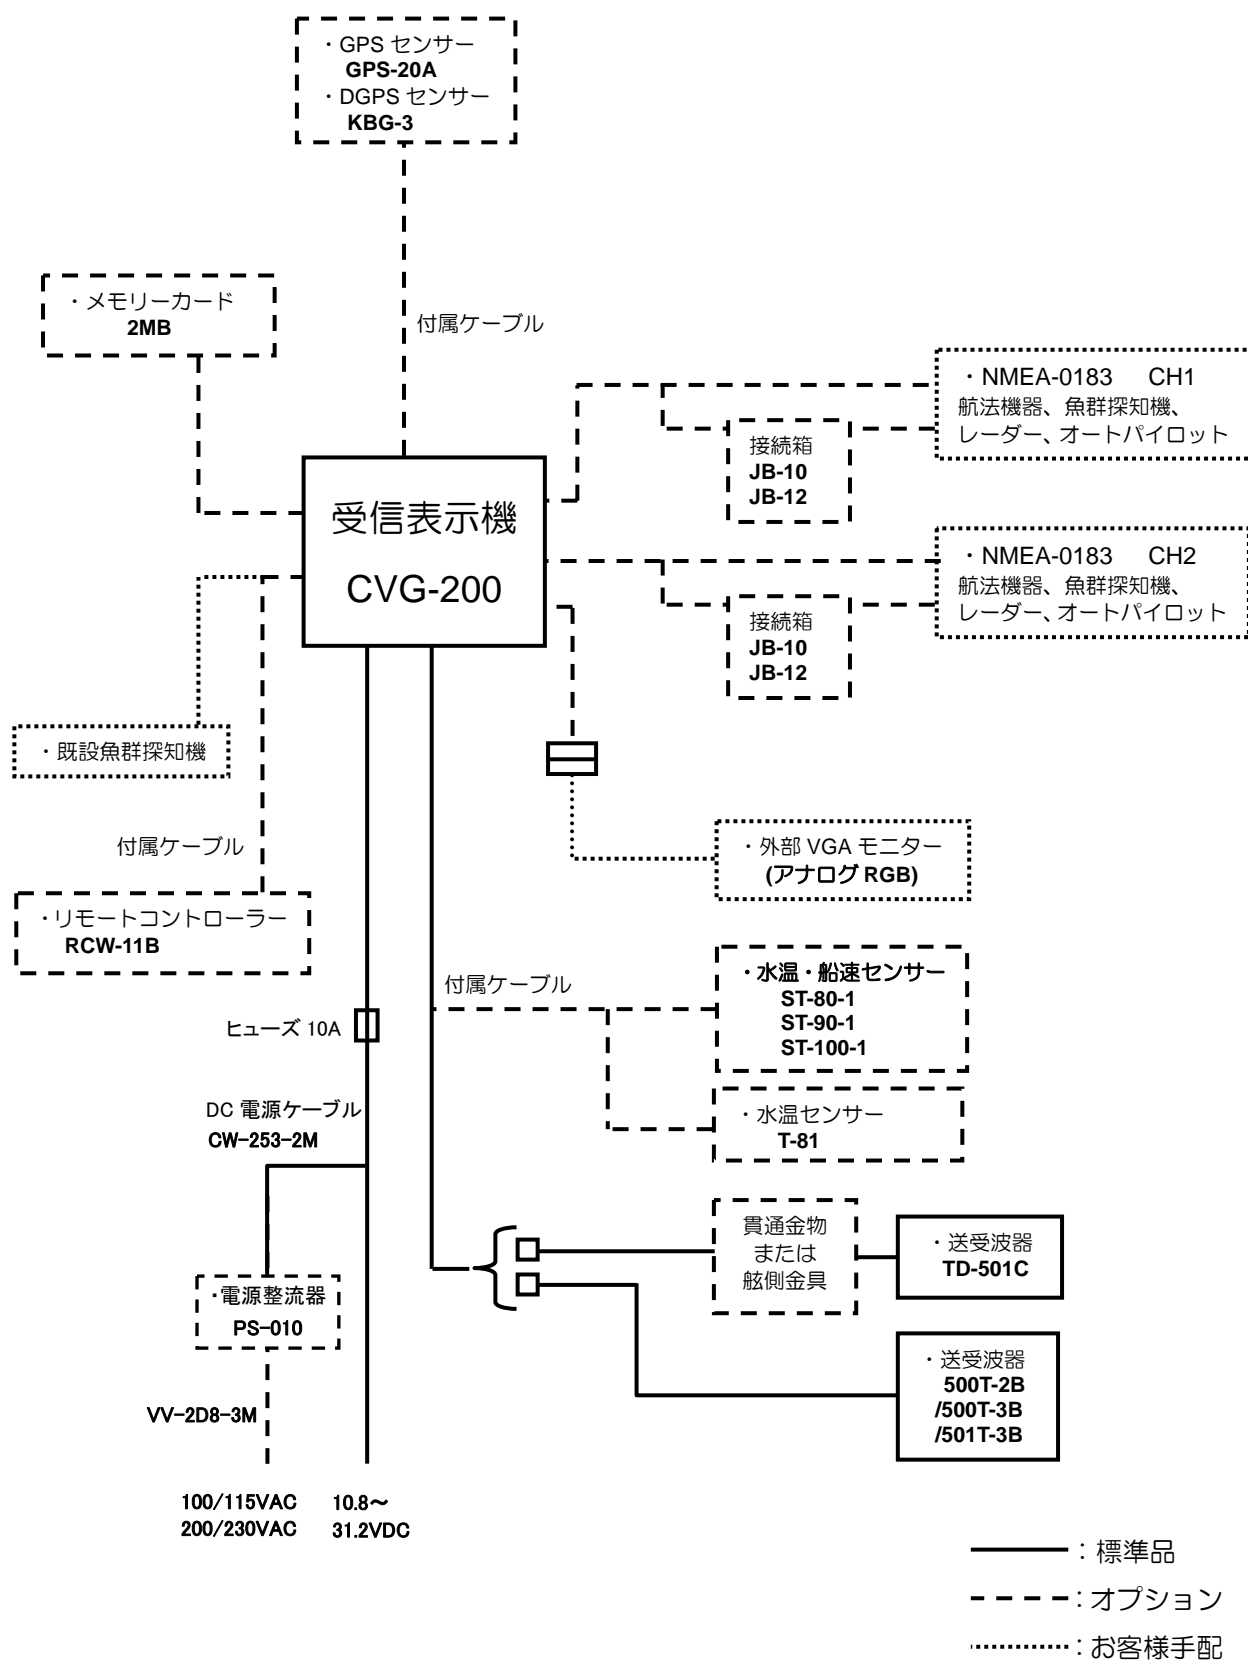 ・GPS センサー
GPS-20A
・DGPS センサー
KBG-3
付属ケーブル
・メモリーカード
2MB
・NMEA-0183 CH1
航法機器、魚群探知機、
レーダー、オートパイロット
接続箱
JB-10
JB-12
受信表示機
CVG-200
・NMEA-0183 CH2
航法機器、魚群探知機、
レーダー、オートパイロット
接続箱
JB-10
JB-12
・既設魚群探知機
付属ケーブル
・リモートコントローラー
RCW-11B
・外部 VGA モニター
(アナログ RGB)
付属ケーブル
・水温・船速センサー
ST-80-1
ST-90-1
ST-100-1
・水温センサー
T-81
ヒューズ 10A
DC 電源ケーブル
CW-253-2M
貫通金物
または
舷側金具
・送受波器
TD-501C
・送受波器
500T-2B
/500T-3B
/501T-3B
・電源整流器
PS-010
VV-2D8-3M
100/115VAC
200/230VAC
10.8～
31.2VDC
：標準品
：オプション
：お客様手配